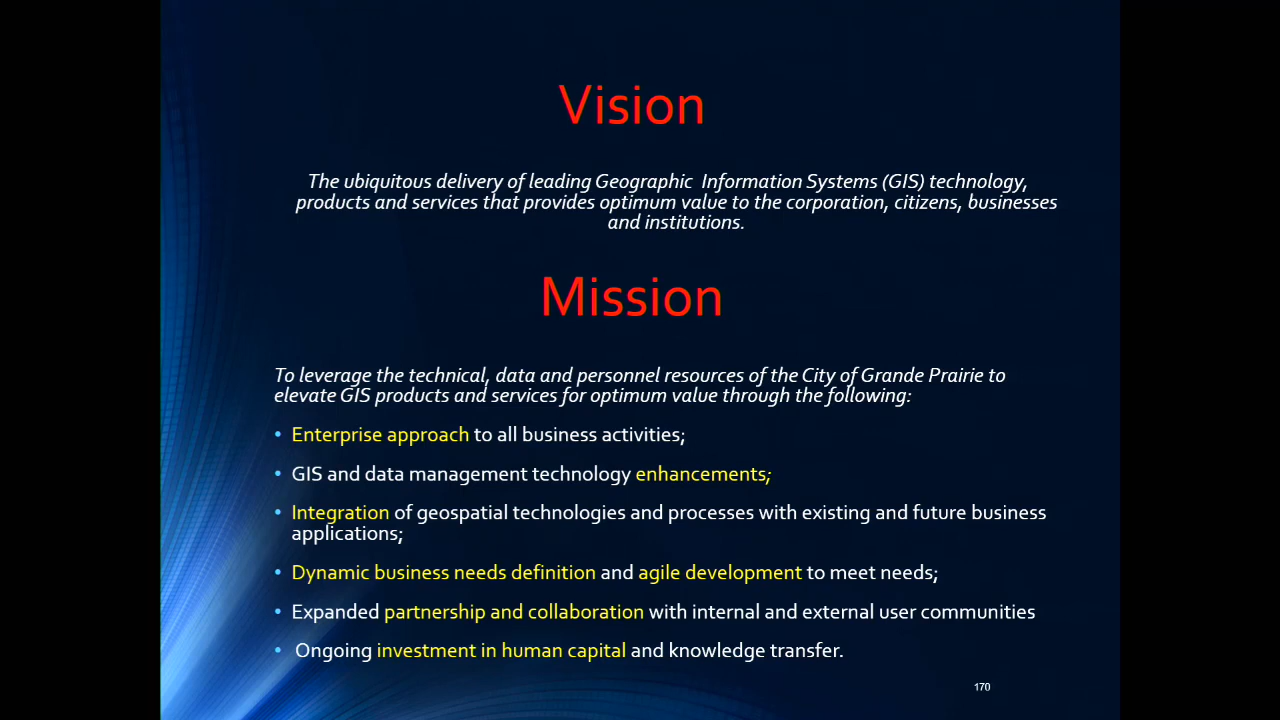 Vision
The ubiquitous delivery of leading Geographic  Information Systems (GIS) technology,
products and services that provides optimum value to the corporation, citizens, businesses
and institutions.
Mission
To leverage the technical, data and personnel resources of the City of Grande Prairie to
elevate GIS products and services for optimum value through the following:
• Enterprise approach to all business activities;
• GIS and data management technology enhancements;
• Integration of geospatial technologies and processes with existing and future business
applications;
• Dynamic business needs definition and agile development to meet needs;
• Expanded partnership and collaboration with internal and external user communities
• Ongoing investment in human capital and knowledge transfer.
170